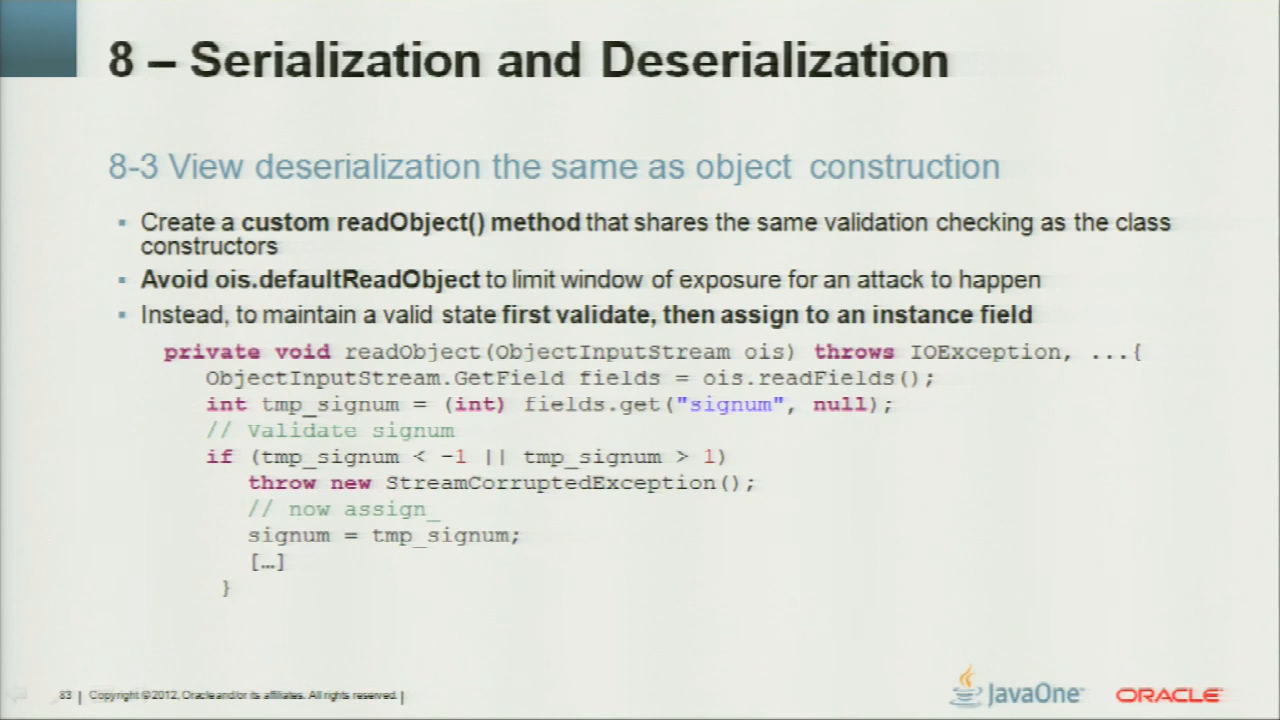 8 – Serialization and Deserialization
8-3 View deserialization the same as object construction
▪ Create a custom readObject() method that shares the same validation checking as the class
constructors
▪ Avoid ois.defaultReadObject to limit window of exposure for an attack to happen
▪ Instead, to maintain a valid state first validate, then assign to an instance field
private void readObject(ObjectInputStream ois) throws IOException, ...{
ObjectInputStream.GetField fields = ois.readFields();
int tmp_signum = (int) fields.get("signum", null);
// Validate signum
if (tmp_signum < -1 || tmp_signum > 1)
throw new StreamCorruptedException();
// now assign_
signum = tmp_signum;
[…]
}
83 | Copyright © 2012, Oracle and/or its affiliates. All rights reserved. |
JavaOne
ORACLE